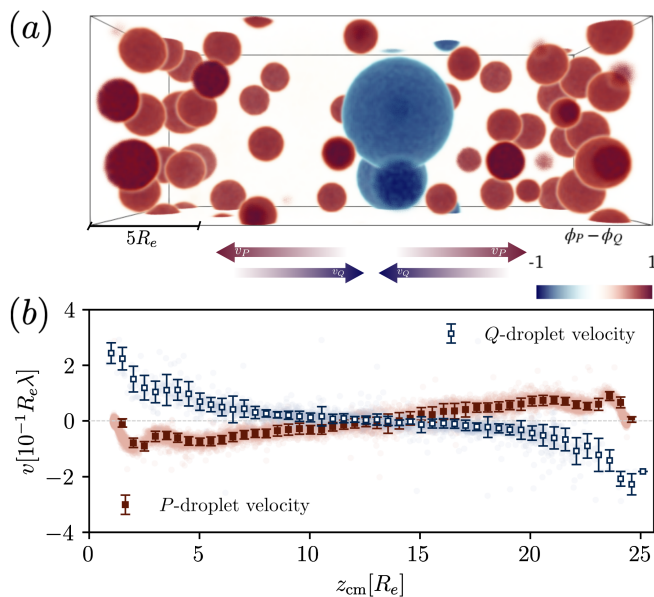 (a)
5R_e
v_P v_P
v_Q v_Q
ϕ_P − ϕ_Q
-1 1
(b)
4
2
0
−2
−4
v[10^{-1} R_e λ]
Q-droplet velocity
P-droplet velocity
0 5 10 15 20 25
z_cm[R_e]